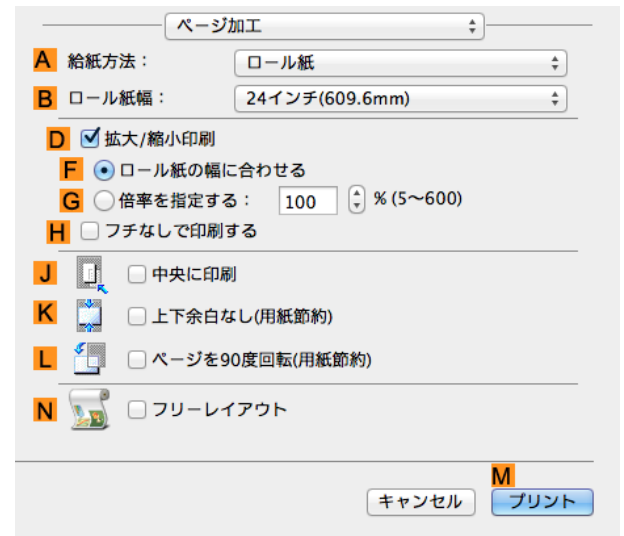 ページ加工
A 給紙方法： ロール紙
B ロール紙幅： 24インチ(609.6mm)
D 拡大/縮小印刷
F ロール紙の幅に合わせる
G 倍率を指定する： 100 % (5〜600)
H フチなしで印刷する
J 中央に印刷
K 上下余白なし(用紙節約)
L ページを90度回転(用紙節約)
N フリーレイアウト
M
キャンセル プリント